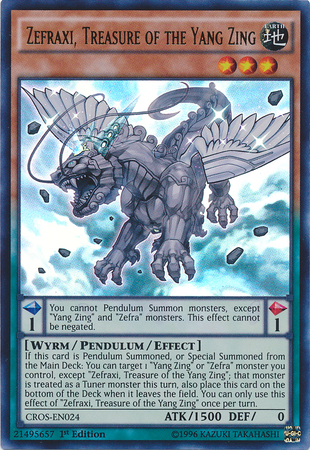 ZEFRAXI, TREASURE OF THE YANG ZING
EARTH
地
You cannot Pendulum Summon monsters, except
"Yang Zing" and "Zefra" monsters. This effect cannot
be negated.
1
1
[WYRM / PENDULUM / EFFECT]
If this card is Pendulum Summoned, or Special Summoned from
the Main Deck: You can target 1 "Yang Zing" or "Zefra" monster you
control, except "Zefraxi, Treasure of the Yang Zing"; that monster
is treated as a Tuner monster this turn, also place this card on
the bottom of the Deck when it leaves the field. You can only use this
effect of "Zefraxi, Treasure of the Yang Zing" once per turn.
CROS-EN024
ATK/1500 DEF/ 0
21495657 1st Edition
©1996 KAZUKI TAKAHASHI